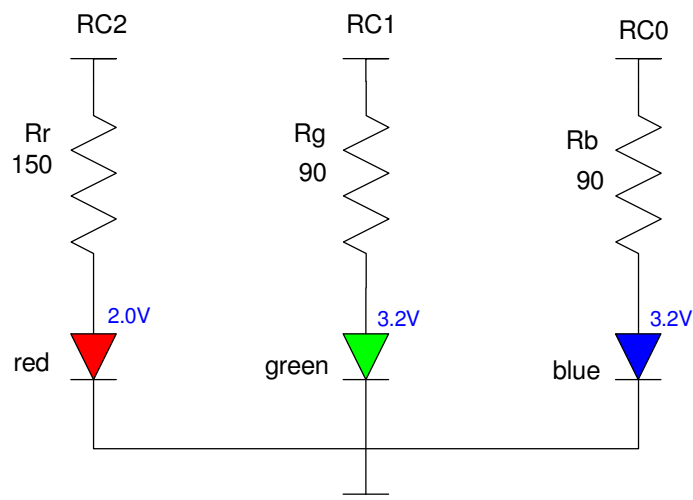 RC2
RC1
RC0
Rr
150
Rg
90
Rb
90
2.0V
3.2V
3.2V
red
green
blue